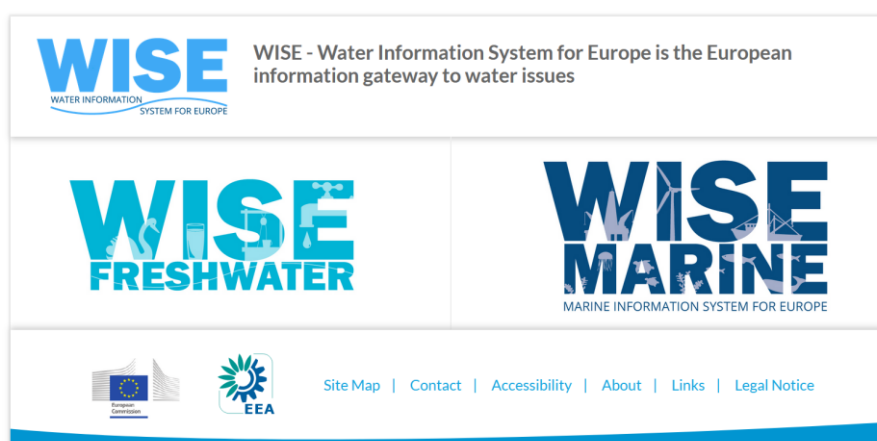 WISE
WATER INFORMATION
SYSTEM FOR EUROPE
WISE - Water Information System for Europe is the European
information gateway to water issues
WISE
FRESHWATER
WISE
MARINE
MARINE INFORMATION SYSTEM FOR EUROPE
European
Commission
EEA
Site Map | Contact | Accessibility | About | Links | Legal Notice